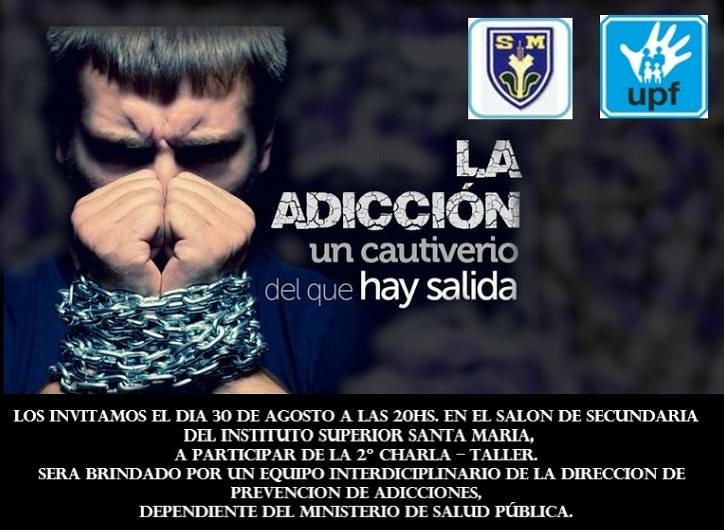 S M
upf
LA
ADICCIÓN
un cautiverio
del que hay salida
LOS INVITAMOS EL DIA 30 DE AGOSTO A LAS 20HS. EN EL SALON DE SECUNDARIA
DEL INSTITUTO SUPERIOR SANTA MARIA,
A PARTICIPAR DE LA 2º CHARLA – TALLER.
SERA BRINDADO POR UN EQUIPO INTERDICIPLINARIO DE LA DIRECCION DE
PREVENCION DE ADICCIONES,
DEPENDIENTE DEL MINISTERIO DE SALUD PÚBLICA.